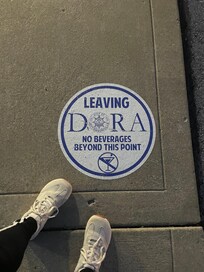 LEAVING
DORA
NO BEVERAGES
BEYOND THIS POINT